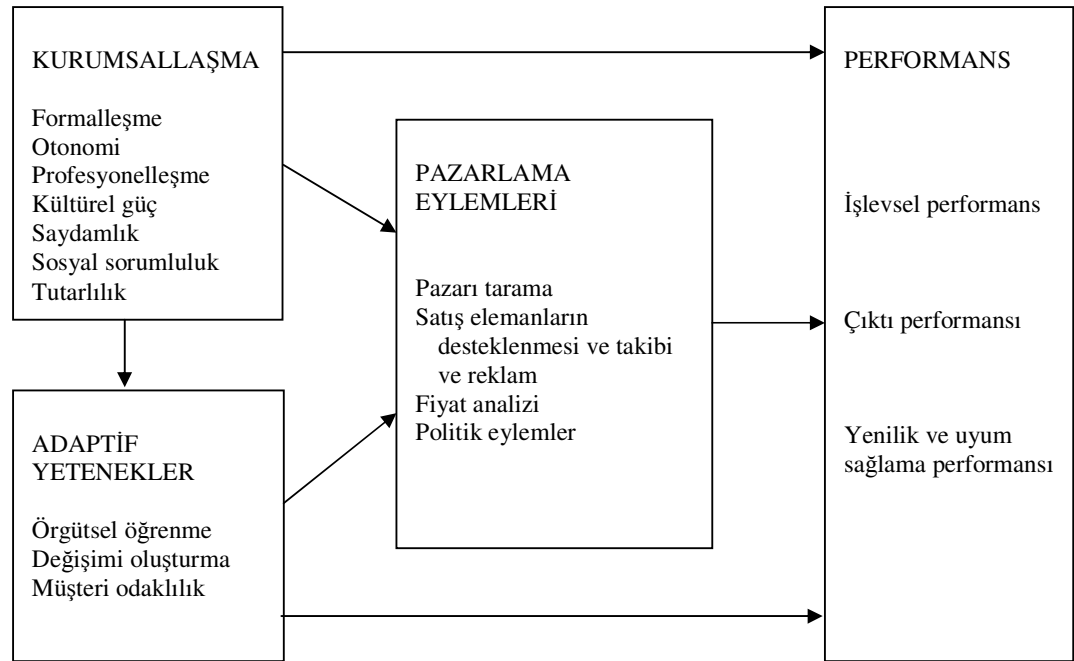 KURUMSALLAŞMA
Formalleşme
Otonomi
Profesyonelleşme
Kültürel güç
Saydamlık
Sosyal sorumluluk
Tutarlılık
ADAPTİF
YETENEKLER
Örgütsel öğrenme
Değişimi oluşturma
Müşteri odaklılık
PAZARLAMA
EYLEMLERİ
Pazarı tarama
Satış elemanların
desteklenmesi ve takibi
ve reklam
Fiyat analizi
Politik eylemler
PERFORMANS
İşlevsel performans
Çıktı performansı
Yenilik ve uyum
sağlama performansı